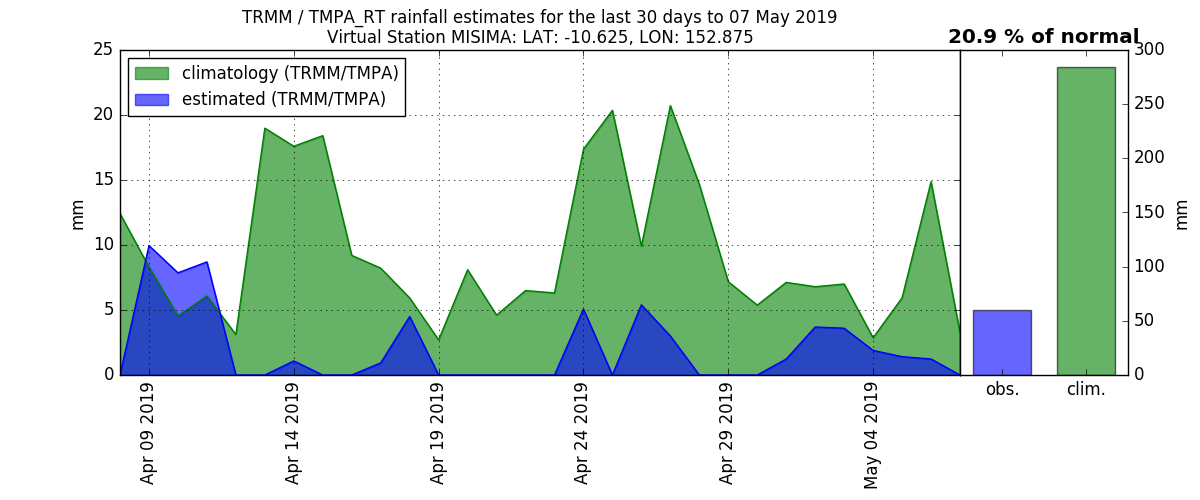 TRMM / TMPA_RT rainfall estimates for the last 30 days to 07 May 2019
Virtual Station MISIMA: LAT: -10.625, LON: 152.875
20.9 % of normal
climatology (TRMM/TMPA)
estimated (TRMM/TMPA)
25
20
15
10
5
0
mm
Apr 09 2019
Apr 14 2019
Apr 19 2019
Apr 24 2019
Apr 29 2019
May 04 2019
300
250
200
150
100
50
0
mm
obs.
clim.